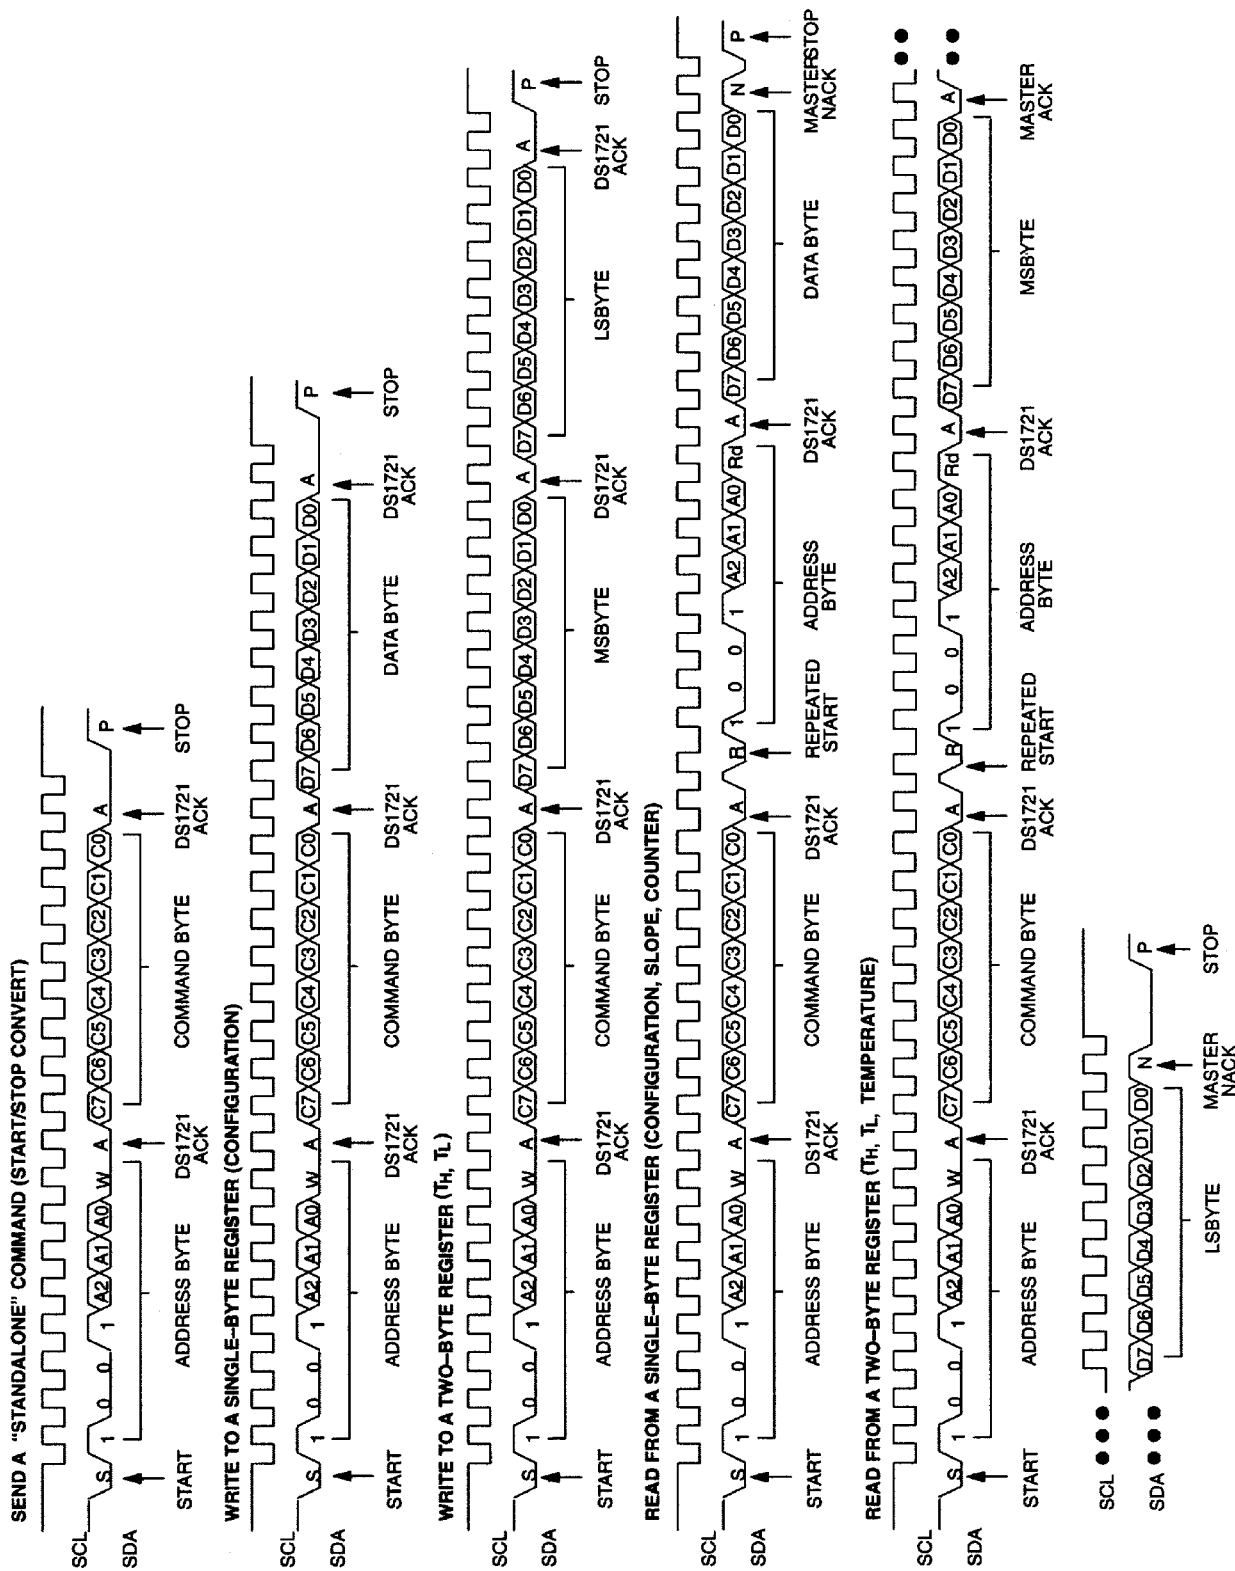 SEND A “STANDALONE” COMMAND (START/STOP CONVERT)
SCL
SDA
S 1 0 0 1 A2 A1 A0 W A C7 C6 C5 C4 C3 C2 C1 C0 A P
START ADDRESS BYTE DS1721 ACK COMMAND BYTE DS1721 ACK STOP
WRITE TO A SINGLE–BYTE REGISTER (CONFIGURATION)
SCL
SDA
S 1 0 0 1 A2 A1 A0 W A C7 C6 C5 C4 C3 C2 C1 C0 A D7 D6 D5 D4 D3 D2 D1 D0 A P
START ADDRESS BYTE DS1721 ACK COMMAND BYTE DS1721 ACK DATA BYTE DS1721 ACK STOP
WRITE TO A TWO–BYTE REGISTER (TH, TL)
SCL
SDA
S 1 0 0 1 A2 A1 A0 W A C7 C6 C5 C4 C3 C2 C1 C0 A D7 D6 D5 D4 D3 D2 D1 D0 A D7 D6 D5 D4 D3 D2 D1 D0 A P
START ADDRESS BYTE DS1721 ACK COMMAND BYTE DS1721 ACK MSBYTE DS1721 ACK LSBYTE DS1721 ACK STOP
READ FROM A SINGLE–BYTE REGISTER (CONFIGURATION, SLOPE, COUNTER)
SCL
SDA
S 1 0 0 1 A2 A1 A0 W A C7 C6 C5 C4 C3 C2 C1 C0 A R 1 0 0 1 A2 A1 A0 Rd A D7 D6 D5 D4 D3 D2 D1 D0 N P
START ADDRESS BYTE DS1721 ACK COMMAND BYTE DS1721 ACK REPEATED START ADDRESS BYTE DS1721 ACK DATA BYTE MASTER NACK STOP
READ FROM A TWO–BYTE REGISTER (TH, TL, TEMPERATURE)
SCL
SDA
S 1 0 0 1 A2 A1 A0 W A C7 C6 C5 C4 C3 C2 C1 C0 A R 1 0 0 1 A2 A1 A0 Rd A D7 D6 D5 D4 D3 D2 D1 D0 A
START ADDRESS BYTE DS1721 ACK COMMAND BYTE DS1721 ACK REPEATED START ADDRESS BYTE DS1721 ACK MSBYTE MASTER ACK
SCL
SDA
D7 D6 D5 D4 D3 D2 D1 D0 N P
LSBYTE MASTER NACK STOP